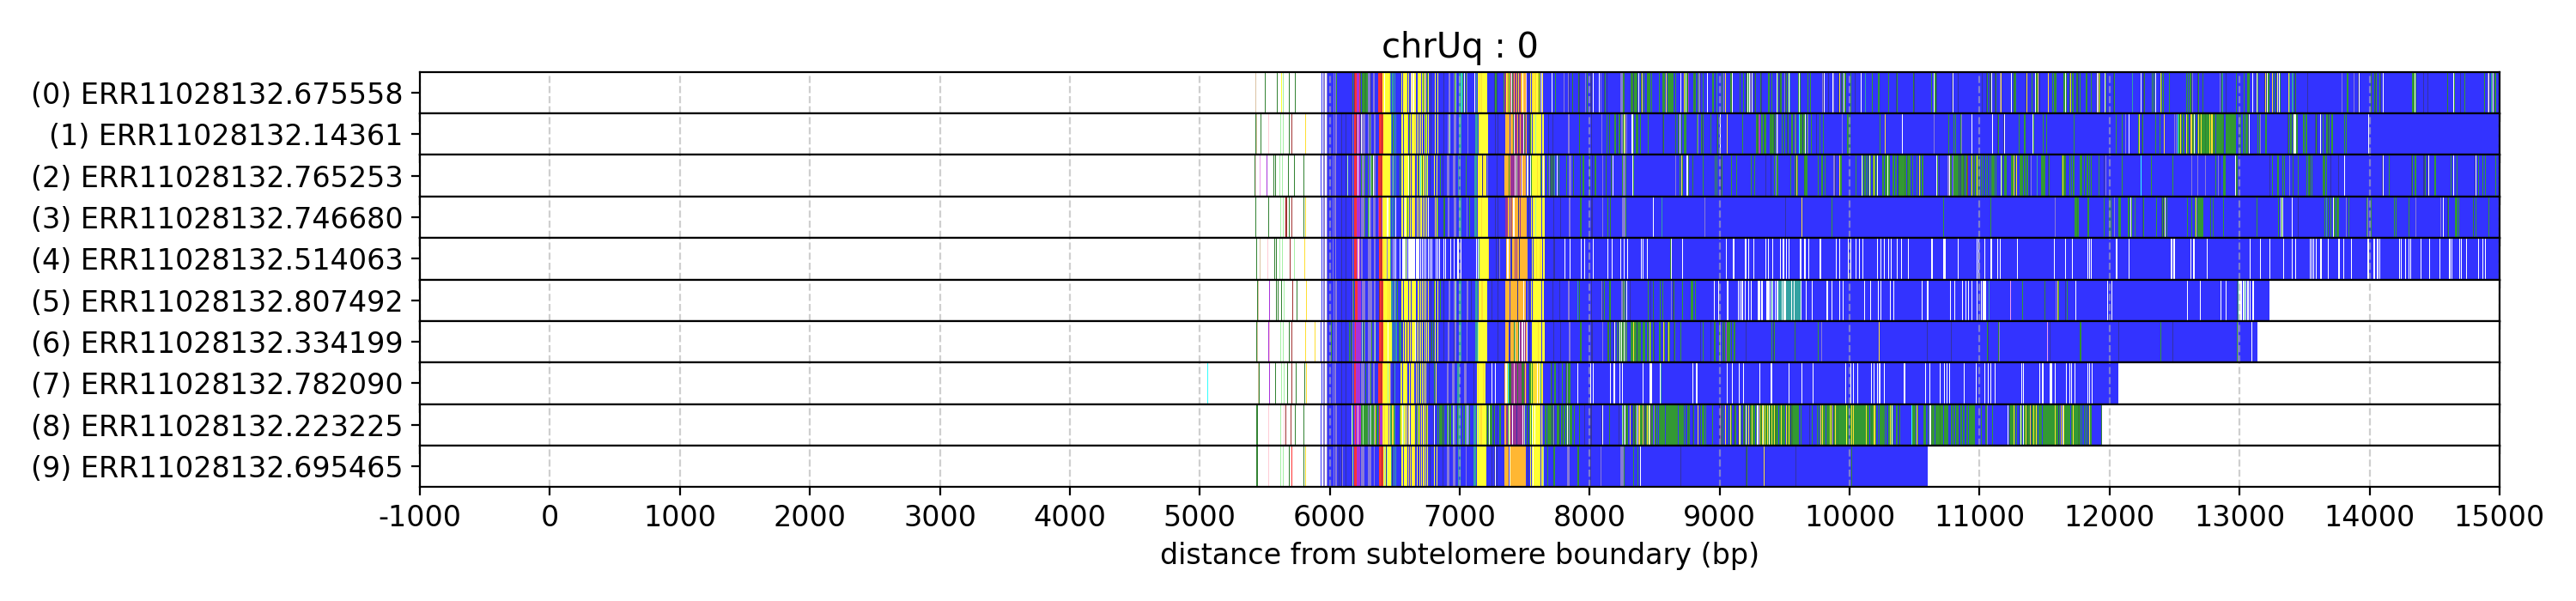 chrUq : 0
(0) ERR11028132.675558
(1) ERR11028132.14361
(2) ERR11028132.765253
(3) ERR11028132.746680
(4) ERR11028132.514063
(5) ERR11028132.807492
(6) ERR11028132.334199
(7) ERR11028132.782090
(8) ERR11028132.223225
(9) ERR11028132.695465
-1000 0 1000 2000 3000 4000 5000 6000 7000 8000 9000 10000 11000 12000 13000 14000 15000
distance from subtelomere boundary (bp)